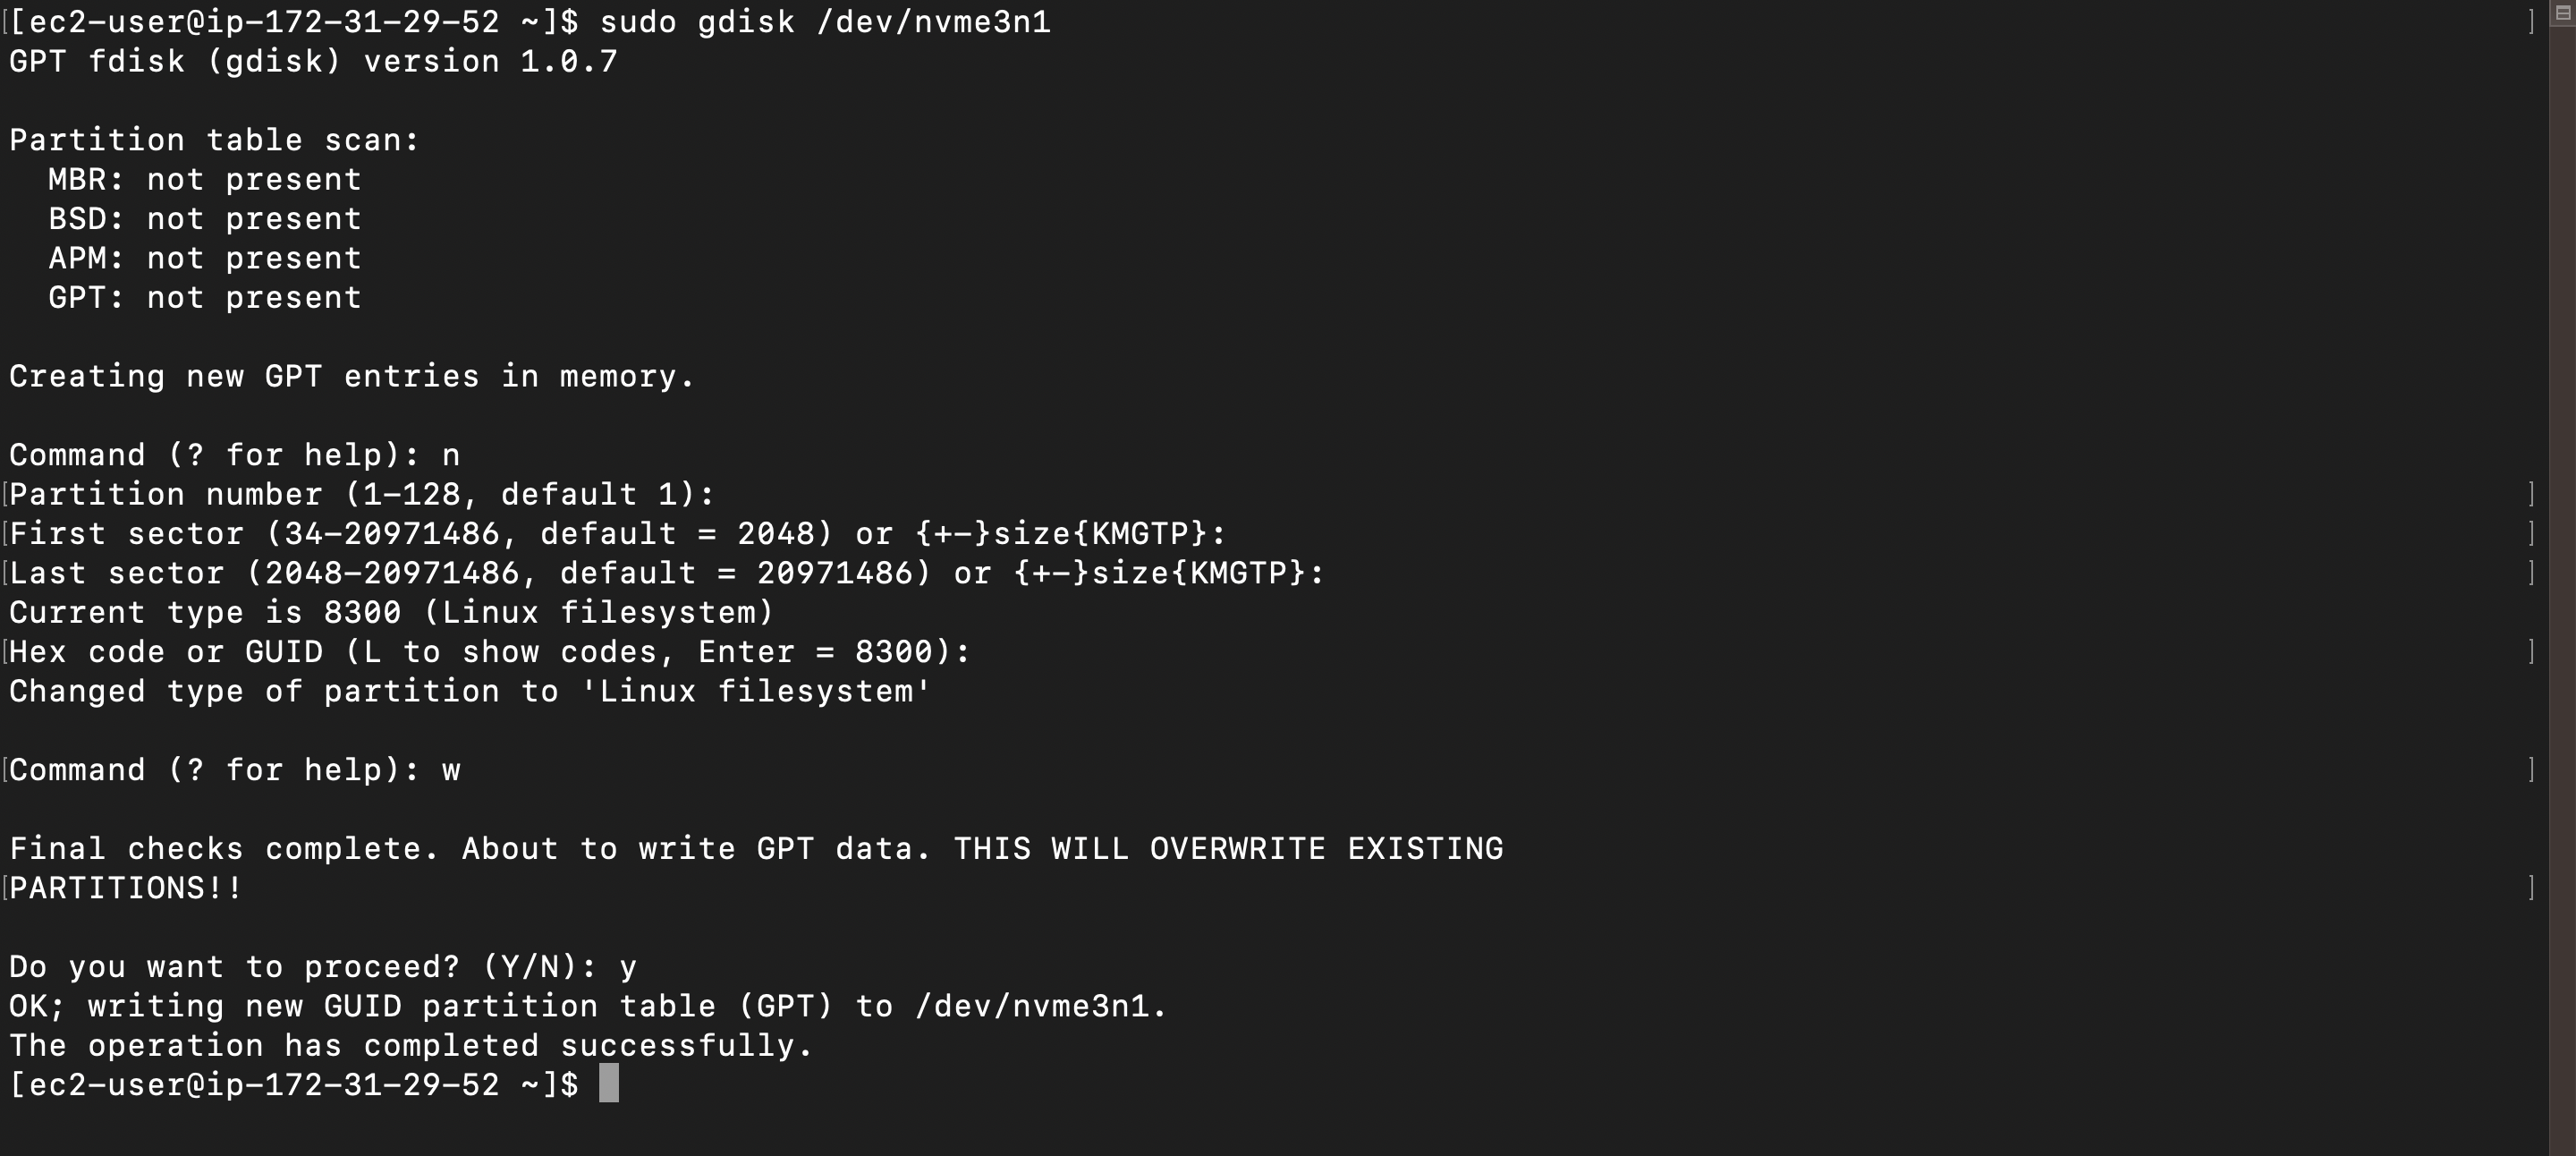 [[ec2-user@ip-172-31-29-52 ~]$ sudo gdisk /dev/nvme3n1 ]
GPT fdisk (gdisk) version 1.0.7
Partition table scan:
MBR: not present
BSD: not present
APM: not present
GPT: not present
Creating new GPT entries in memory.
Command (? for help): n
[Partition number (1-128, default 1): ]
[First sector (34-20971486, default = 2048) or {+-}size{KMGTP}: ]
[Last sector (2048-20971486, default = 20971486) or {+-}size{KMGTP}: ]
Current type is 8300 (Linux filesystem)
[Hex code or GUID (L to show codes, Enter = 8300): ]
Changed type of partition to 'Linux filesystem'
[Command (? for help): w ]
Final checks complete. About to write GPT data. THIS WILL OVERWRITE EXISTING
[PARTITIONS!! ]
Do you want to proceed? (Y/N): y
OK; writing new GUID partition table (GPT) to /dev/nvme3n1.
The operation has completed successfully.
[ec2-user@ip-172-31-29-52 ~]$